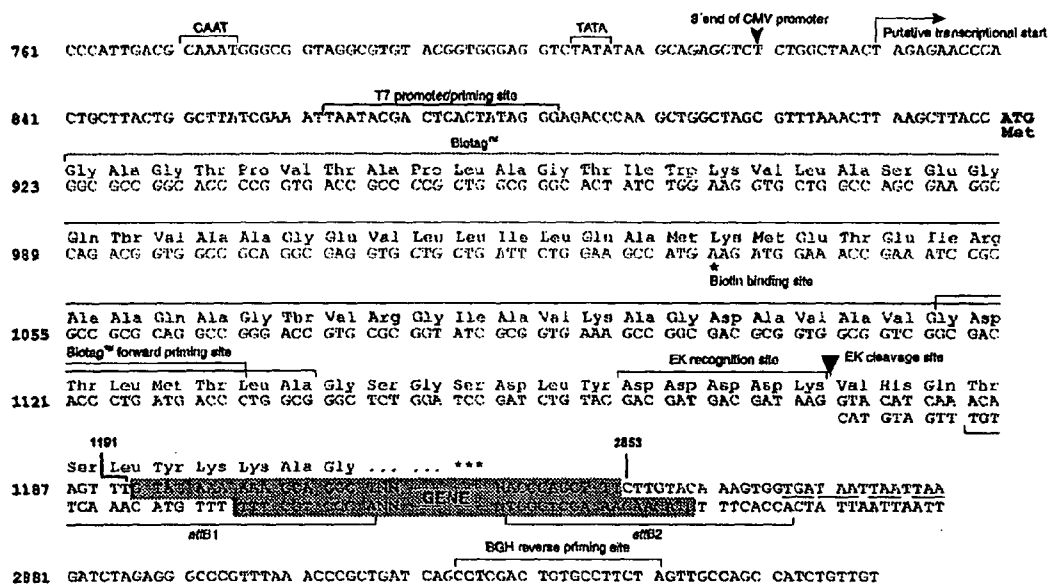 CAAT TATA 3' end of CMV promoter
Putative transcriptional start
761 CCCATTGACG CAAATGGGCG GTAGGCGTGT ACGGTGGGAG GTCTATATAA GCAGAGCTCT CTGGCTAACT AGAGAACCCA
T7 promoter/priming site
841 CTGCTTACTG GCTTATCGAA ATTAATACGA CTCACTATAG GGAGACCCAA GCTGGCTAGC GTTTAAACTT AAGCTTACC ATG
Met
Biotag™
Gly Ala Gly Thr Pro Val Thr Ala Pro Leu Ala Gly Thr Ile Trp Lys Val Leu Ala Ser Glu Gly
923 GGC GCC GGC ACC CCG GTG ACC GCC CCG CTG GCG GGC ACT ATC TGG AAG GTG CTG GCC AGC GAA GGC
Gln Thr Val Ala Ala Gly Glu Val Leu Leu Ile Leu Glu Ala Met Lys Met Glu Thr Glu Ile Arg
989 CAG ACG GTG GCC GCA GGC GAG GTG CTG CTG ATT CTG GAA GCC ATG AAG ATG GAA ACC GAA ATC CGC
* Biotin binding site
Ala Ala Gln Ala Gly Thr Val Arg Gly Ile Ala Val Lys Ala Gly Asp Ala Val Ala Val Gly Asp
1055 GCC GCG CAG GCC GGG ACC GTG CGC GGT ATC GCG GTG AAA GCC GGC GAC GCG GTG GCG GTC GGC GAC
Biotag™ forward priming site EK recognition site EK cleavage site
Thr Leu Met Thr Leu Ala Gly Ser Gly Ser Asp Leu Tyr Asp Asp Asp Asp Lys Val His Gln Thr
1121 ACC CTG ATG ACC CTG GCG GGC TCT GGA TCC GAT CTG TAC GAC GAT GAC GAT AAG GTA CAT CAA ACA
CAT GTA GTT TGT
1191 2853
Ser Leu Tyr Lys Lys Ala Gly ... ... ***
1187 AGT TTG GENE CTTGTACA AAGTGGTGAT AATTAATTAA
TCA AAC ATG TTT T TTCACCACTA TTAATTAATT
attB1 attB2
BGH reverse priming site
2881 GATCTAGAGG GCCCGTTTAA ACCCGCTGAT CAGCCTCGAC TGTGCCTTCT AGTTGCCAGC CATCTGTTGT